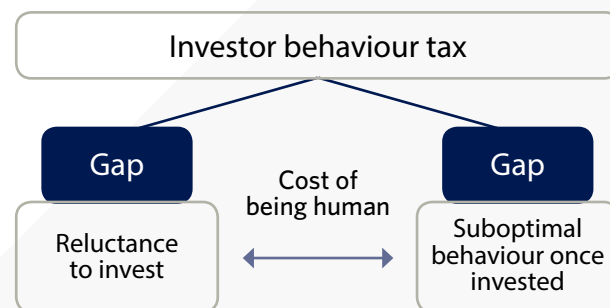 Investor behaviour tax
Gap
Reluctance
to invest
Cost of
being human
Gap
Suboptimal
behaviour once
invested